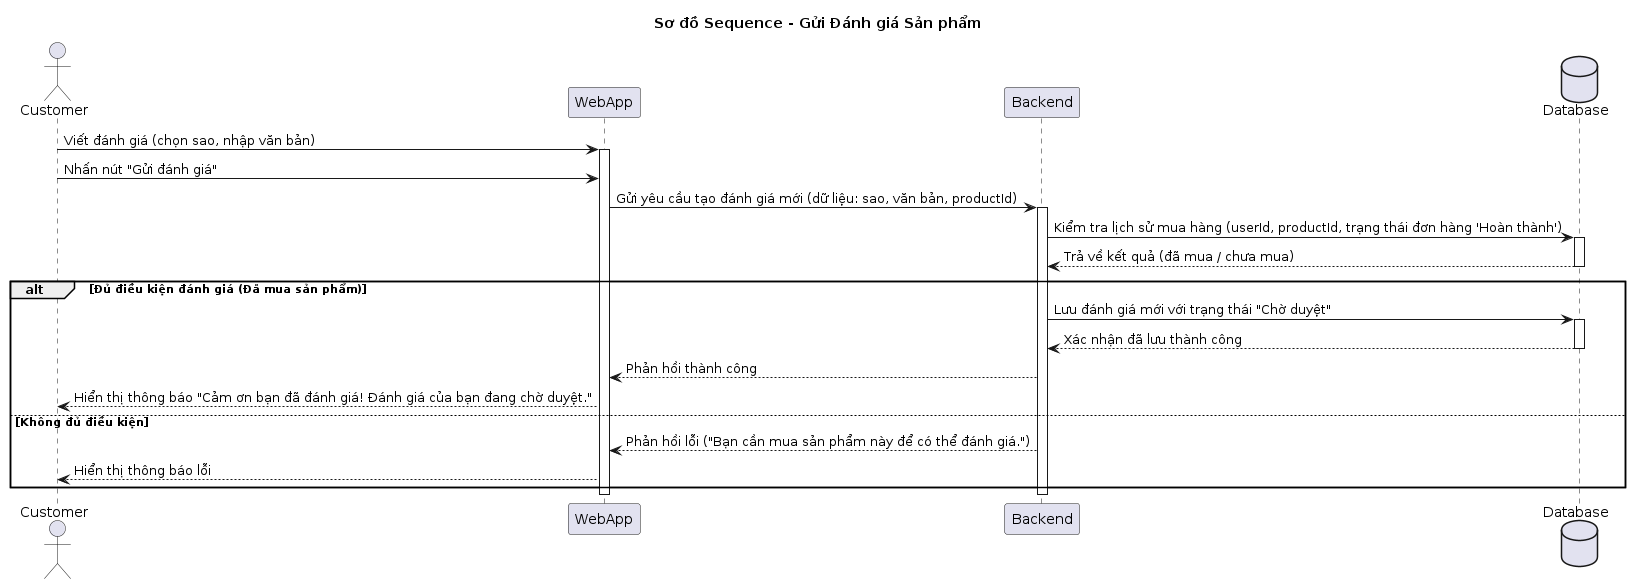 Sơ đồ Sequence - Gửi Đánh giá Sản phẩm
Customer
WebApp
Backend
Database
Viết đánh giá (chọn sao, nhập văn bản)
Nhấn nút "Gửi đánh giá"
Gửi yêu cầu tạo đánh giá mới (dữ liệu: sao, văn bản, productId)
Kiểm tra lịch sử mua hàng (userId, productId, trạng thái đơn hàng 'Hoàn thành')
Trả về kết quả (đã mua / chưa mua)
alt
[Đủ điều kiện đánh giá (Đã mua sản phẩm)]
Lưu đánh giá mới với trạng thái "Chờ duyệt"
Xác nhận đã lưu thành công
Phản hồi thành công
Hiển thị thông báo "Cảm ơn bạn đã đánh giá! Đánh giá của bạn đang chờ duyệt."
[Không đủ điều kiện]
Phản hồi lỗi ("Bạn cần mua sản phẩm này để có thể đánh giá.")
Hiển thị thông báo lỗi
Customer
WebApp
Backend
Database